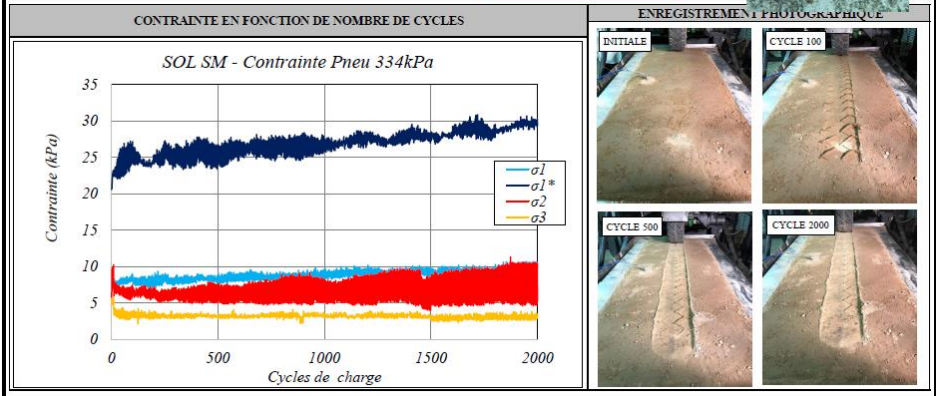 CONTRAINTE EN FONCTION DE NOMBRE DE CYCLES
ENREGISTREMENT PHOTOGRAPHIQUE
SOL SM - Contrainte Pneu 334kPa
Contrainte (kPa)
35
30
25
20
15
10
5
0
σ1
σ1*
σ2
σ3
0 500 1000 1500 2000
Cycles de charge
INITIALE
CYCLE 100
CYCLE 500
CYCLE 2000